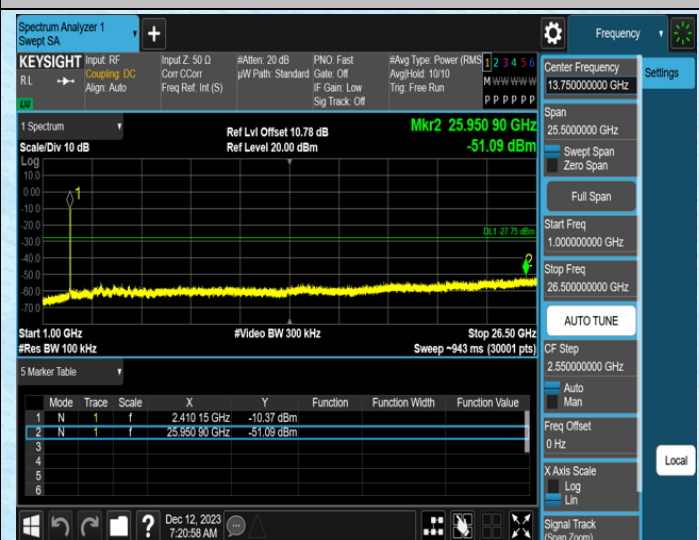 Spectrum Analyzer 1
Swept SA
+
Frequency
KEYSIGHT
RL
LXI
Input: RF
Coupling: DC
Align: Auto
Input Z: 50 Ω
Corr CCorr
Freq Ref: Int (S)
#Atten: 20 dB
µW Path: Standard
PNO: Fast
Gate: Off
IF Gain: Low
Sig Track: Off
#Avg Type: Power (RMS
Avg|Hold: 10/10
Trig: Free Run
1 2 3 4 5 6
M W W W W W
P P P P P P
1 Spectrum
Scale/Div 10 dB
Ref Lvl Offset 10.78 dB
Ref Level 20.00 dBm
Mkr2 25.950 90 GHz
-51.09 dBm
Log
10.0
0.00
-10.0
-20.0
-30.0
-40.0
-50.0
-60.0
-70.0
1
2
DL1 -27.75 dBm
Start 1.00 GHz
#Res BW 100 kHz
#Video BW 300 kHz
Stop 26.50 GHz
Sweep ~943 ms (30001 pts)
5 Marker Table
Mode Trace Scale X Y Function Function Width Function Value
1 N 1 f 2.410 15 GHz -10.37 dBm
2 N 1 f 25.950 90 GHz -51.09 dBm
3
4
5
6
Dec 12, 2023
7:20:58 AM
?
Center Frequency
13.750000000 GHz
Settings
Span
25.5000000 GHz
Swept Span
Zero Span
Full Span
Start Freq
1.000000000 GHz
Stop Freq
26.500000000 GHz
AUTO TUNE
CF Step
2.550000000 GHz
Auto
Man
Freq Offset
0 Hz
Local
X Axis Scale
Log
Lin
Signal Track
(Span Zoom)